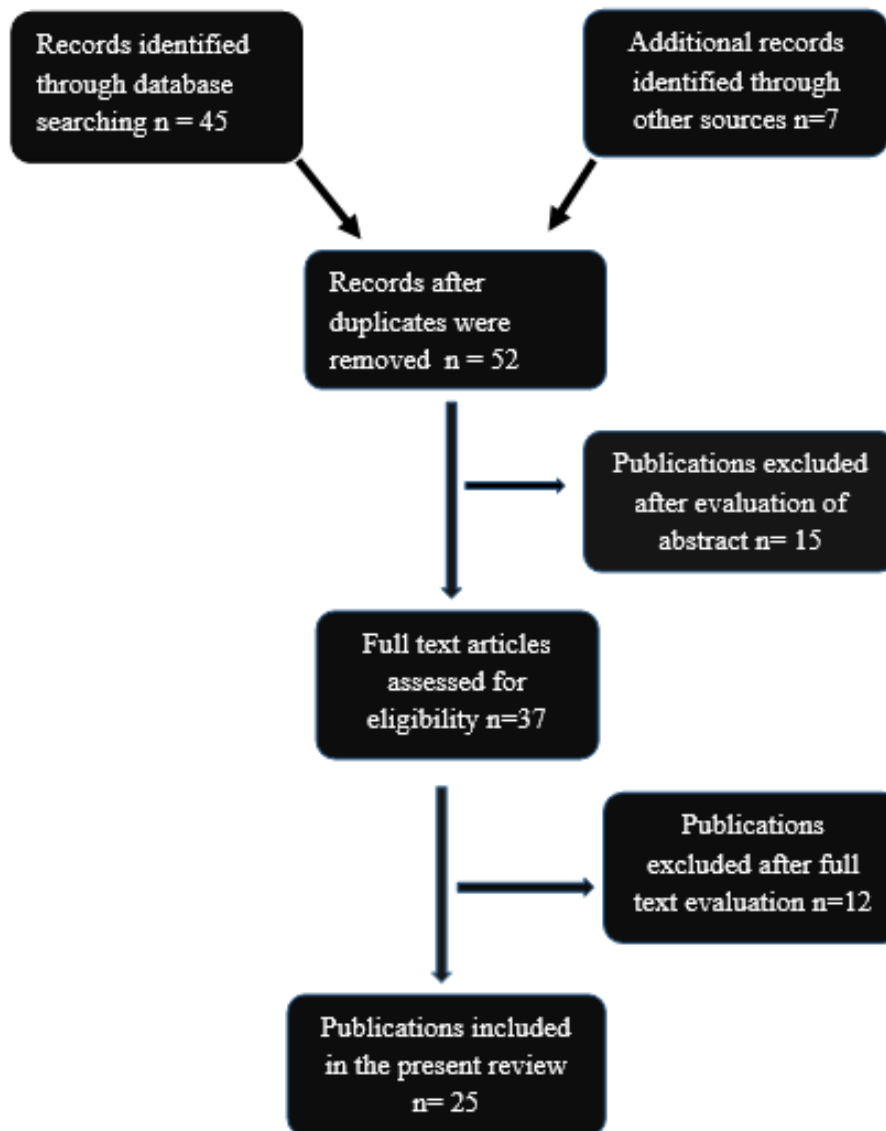 Records identified
through database
searching n = 45
Additional records
identified through
other sources n=7
Records after
duplicates were
removed n = 52
Publications excluded
after evaluation of
abstract n= 15
Full text articles
assessed for
eligibility n=37
Publications
excluded after full
text evaluation n=12
Publications included
in the present review
n= 25